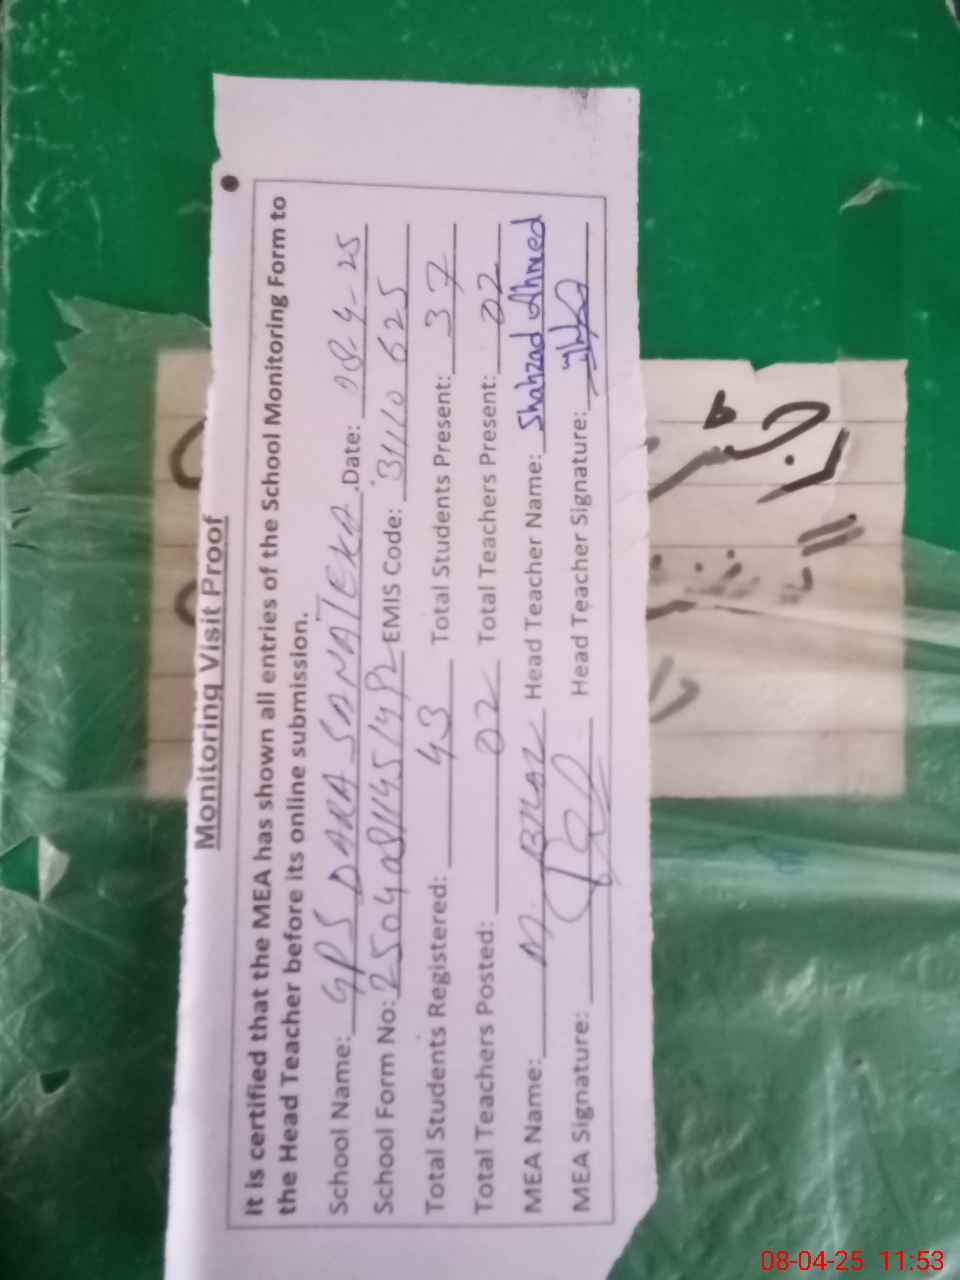 Monitoring Visit Proof
It is certified that the MEA has shown all entries of the School Monitoring Form to
the Head Teacher before its online submission.
School Name: GPS DARA SANATEKA Date: 08-4-25
School Form No: EMIS Code: 31110625
Total Students Registered: 43 Total Students Present: 37
Total Teachers Posted: 02 Total Teachers Present: 02
MEA Name: M. BILAL Head Teacher Name: Shahzad Ahmed
MEA Signature: Head Teacher Signature:
رجسٹر
08-04-25 11:53